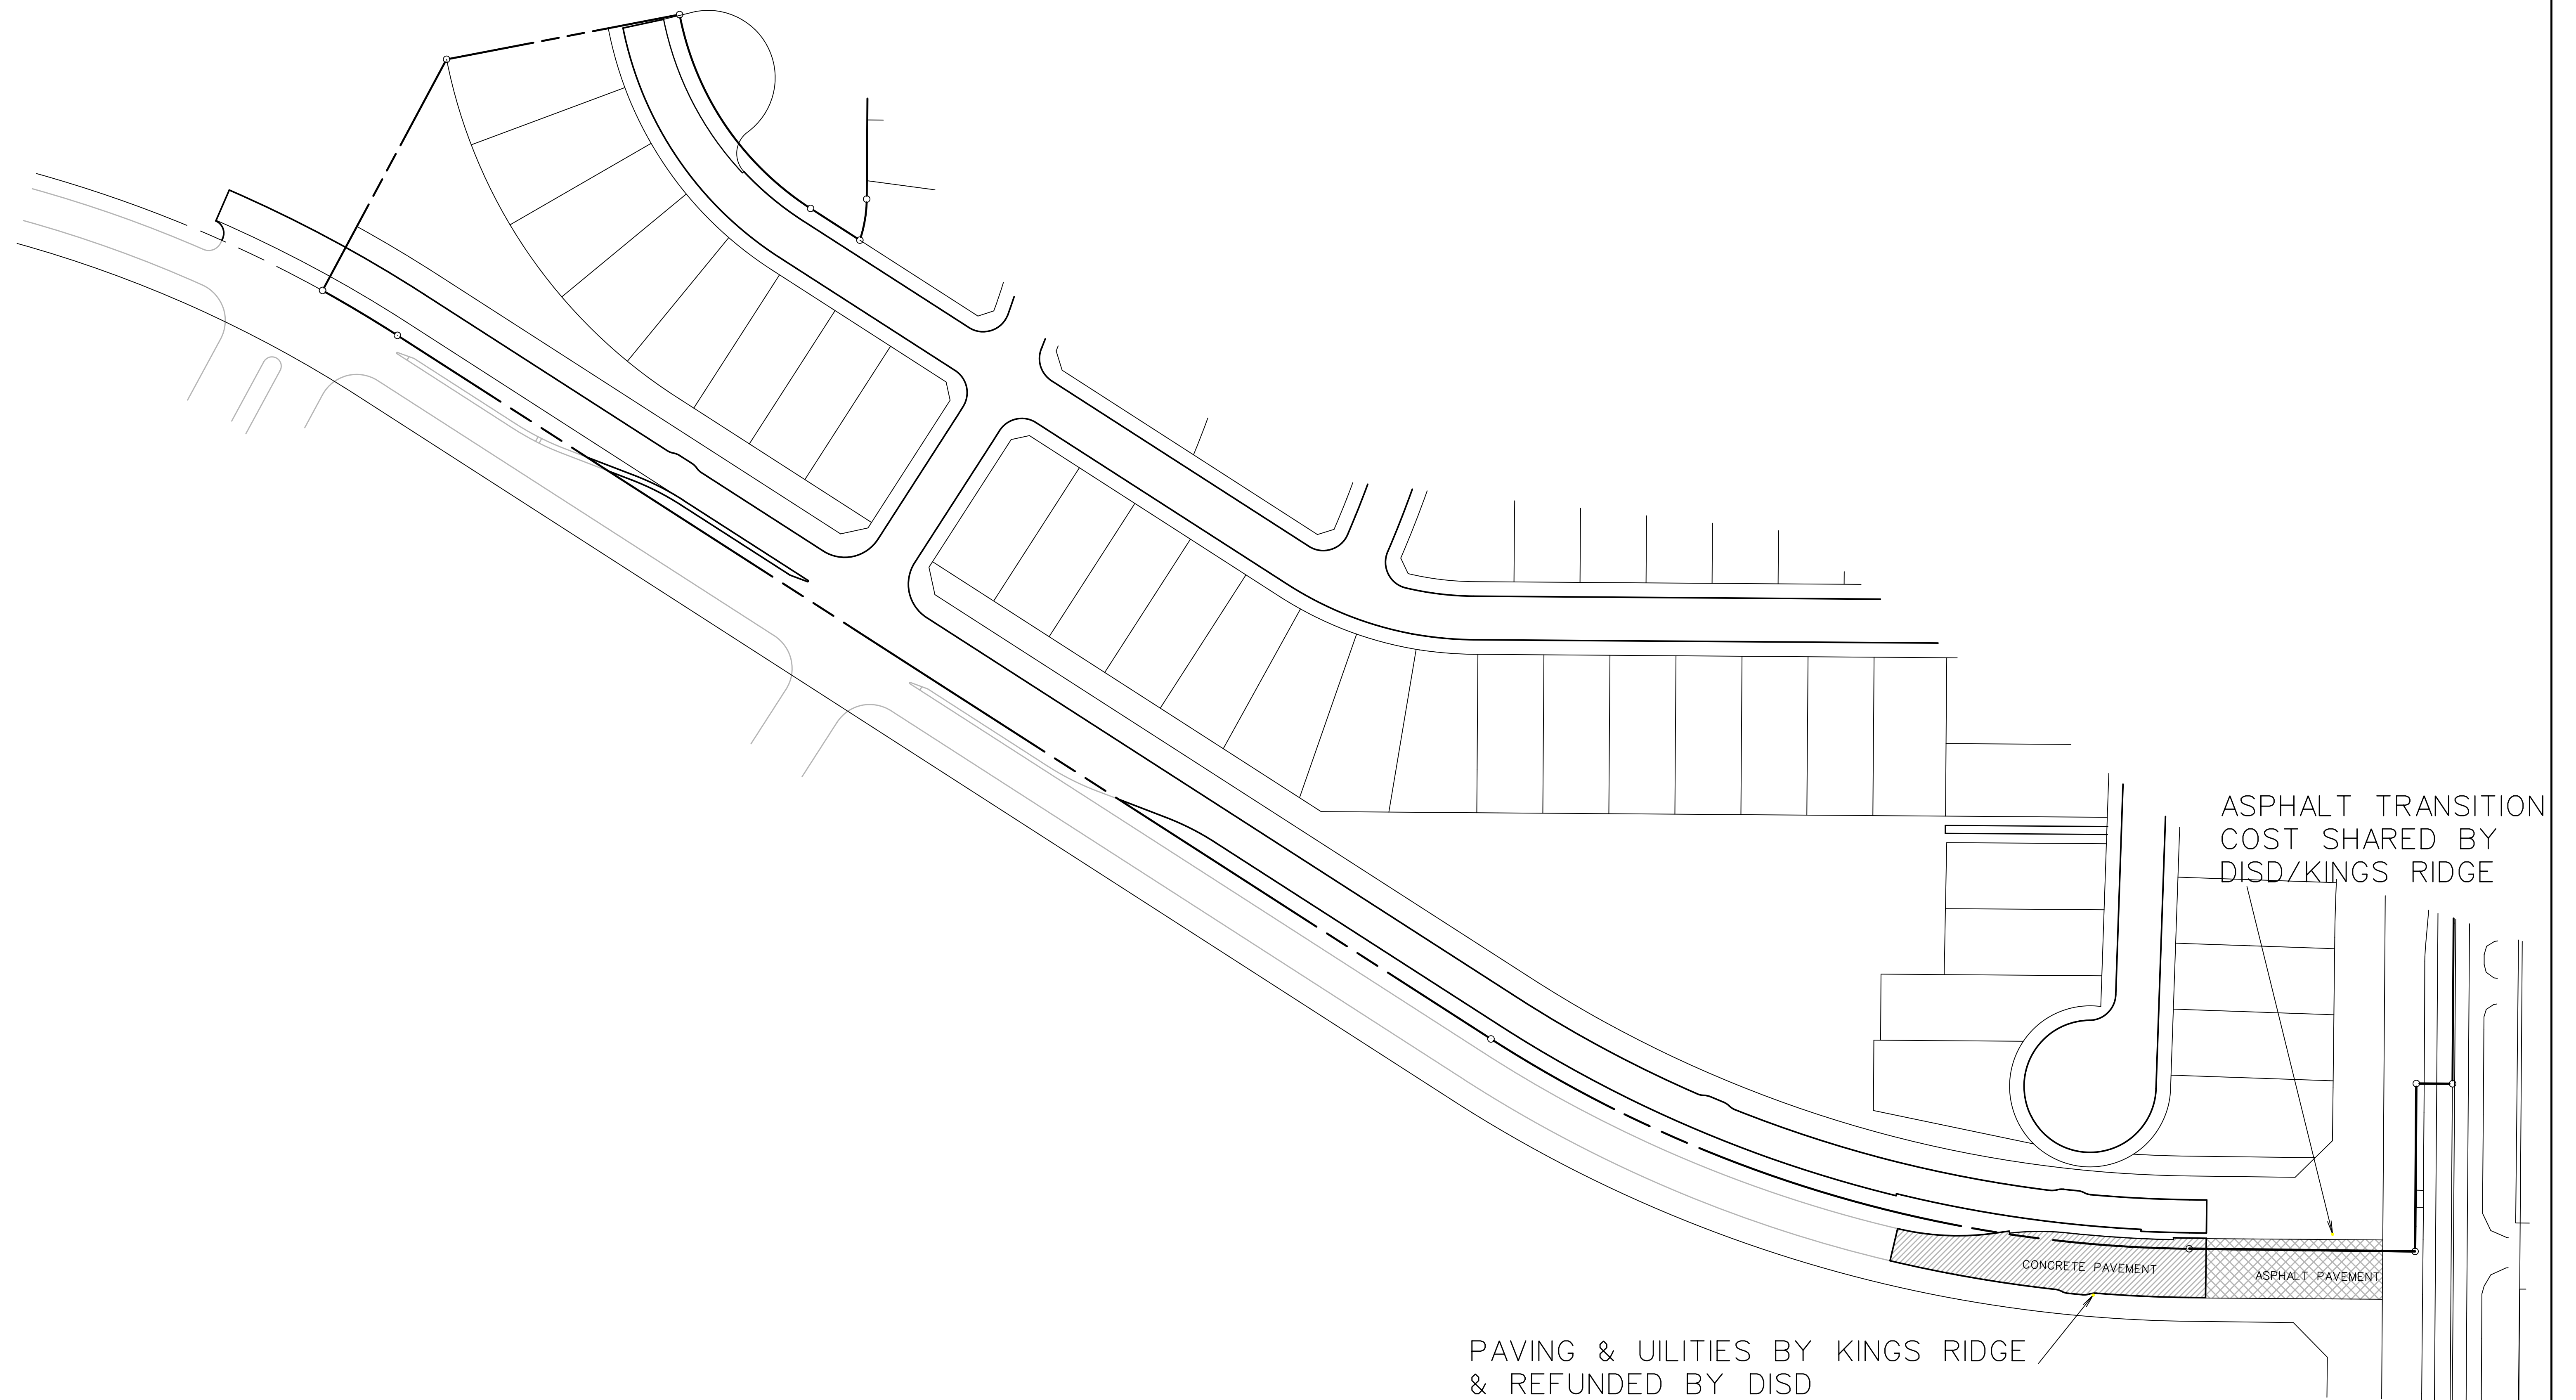 ASPHALT TRANSITION
COST SHARED BY
DISD/KINGS RIDGE
CONCRETE PAVEMENT
ASPHALT PAVEMENT
PAVING & UILITIES BY KINGS RIDGE
& REFUNDED BY DISD